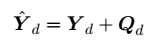 Ŷ_d = Y_d + Q_d